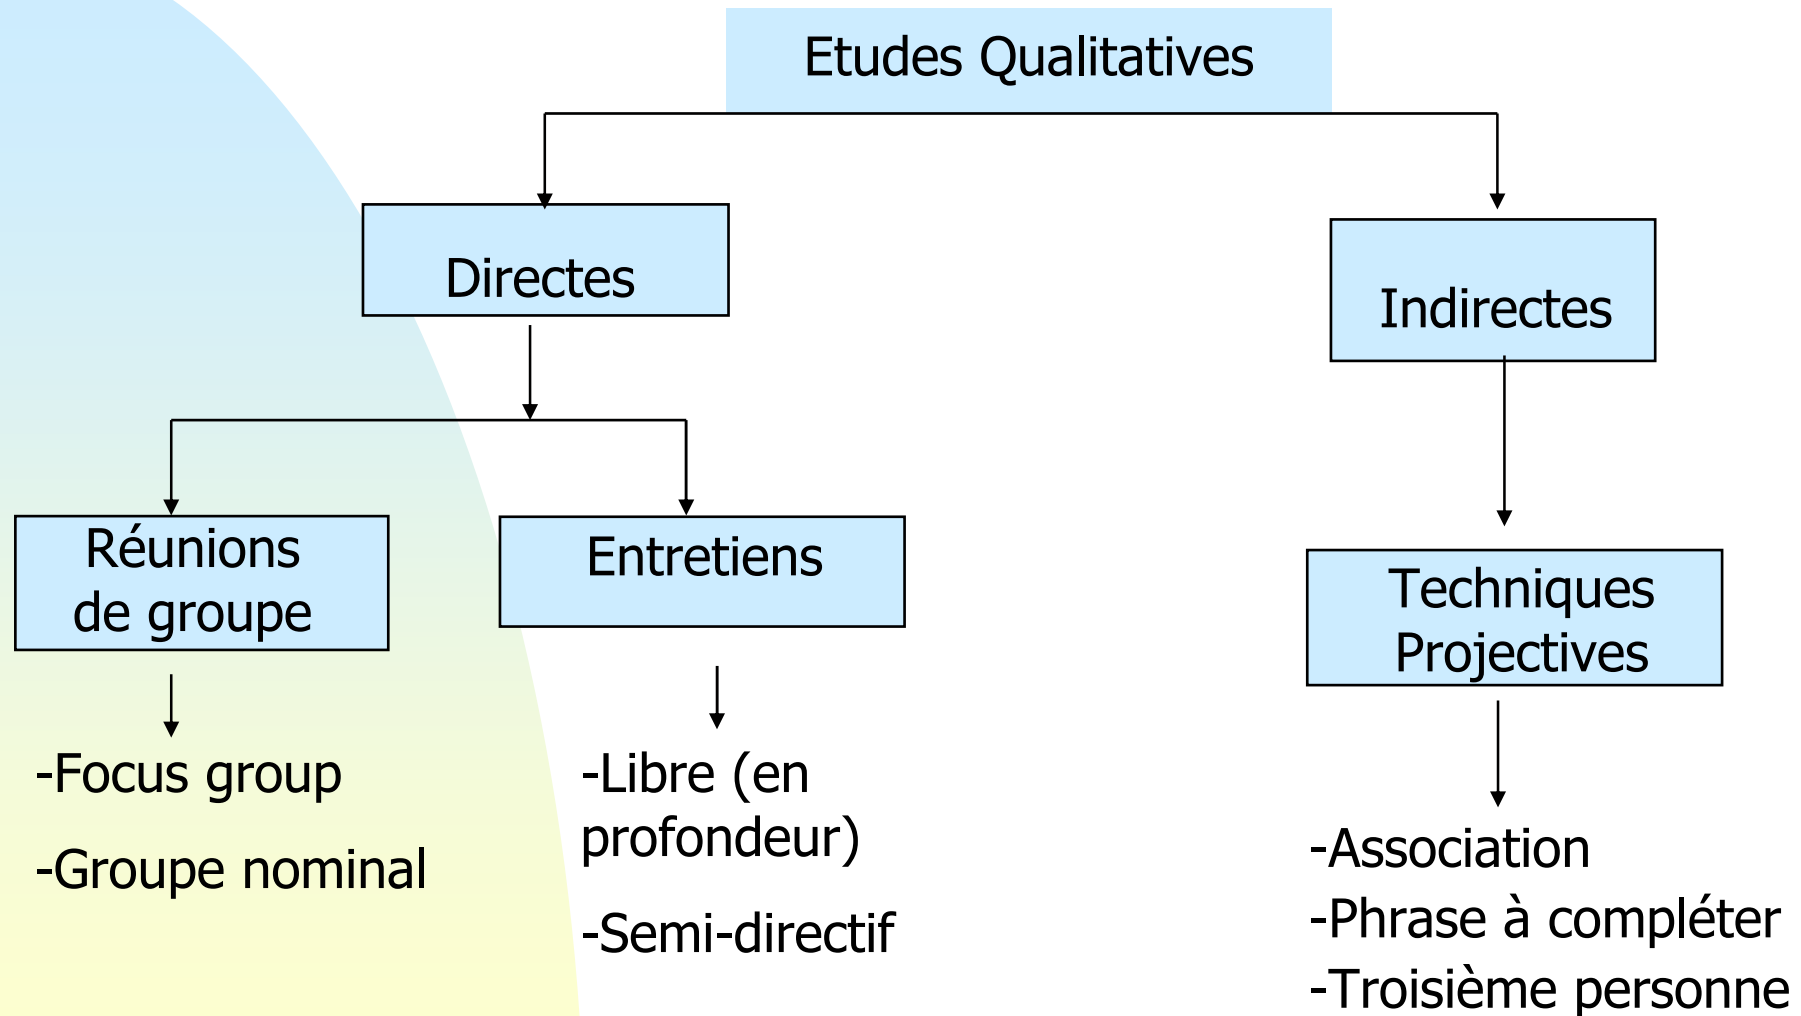 Etudes Qualitatives
Directes
Indirectes
Réunions
de groupe
Entretiens
Techniques
Projectives
-Focus group
-Groupe nominal
-Libre (en
profondeur)
-Semi-directif
-Association
-Phrase à compléter
-Troisième personne